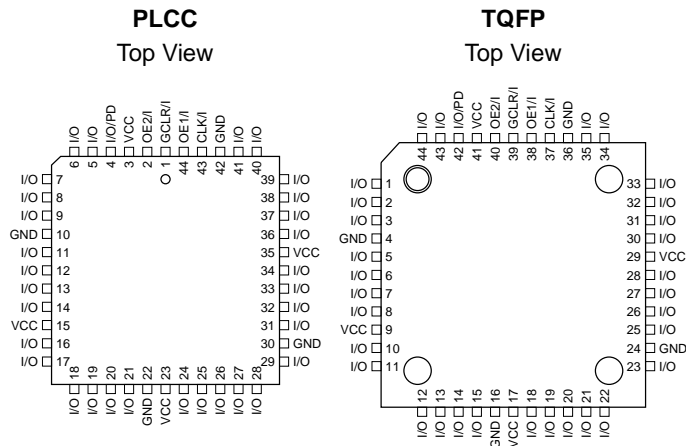 PLCC
Top View
I/O I/O I/O/PD VCC OE2/I GCLR/I OE1/I CLK/I GND I/O I/O
6 5 4 3 2 1 44 43 42 41 40
I/O 7 39 I/O
I/O 8 38 I/O
I/O 9 37 I/O
GND 10 36 I/O
I/O 11 35 VCC
I/O 12 34 I/O
I/O 13 33 I/O
I/O 14 32 I/O
VCC 15 31 I/O
I/O 16 30 GND
I/O 17 29 I/O
18 19 20 21 22 23 24 25 26 27 28
I/O I/O I/O I/O GND VCC I/O I/O I/O I/O I/O
TQFP
Top View
I/O I/O I/O/PD VCC OE2/I GCLR/I OE1/I CLK/I GND I/O I/O
44 43 42 41 40 39 38 37 36 35 34
I/O 1 33 I/O
I/O 2 32 I/O
I/O 3 31 I/O
GND 4 30 I/O
I/O 5 29 VCC
I/O 6 28 I/O
I/O 7 27 I/O
I/O 8 26 I/O
VCC 9 25 I/O
I/O 10 24 GND
I/O 11 23 I/O
12 13 14 15 16 17 18 19 20 21 22
I/O I/O I/O I/O GND VCC I/O I/O I/O I/O I/O